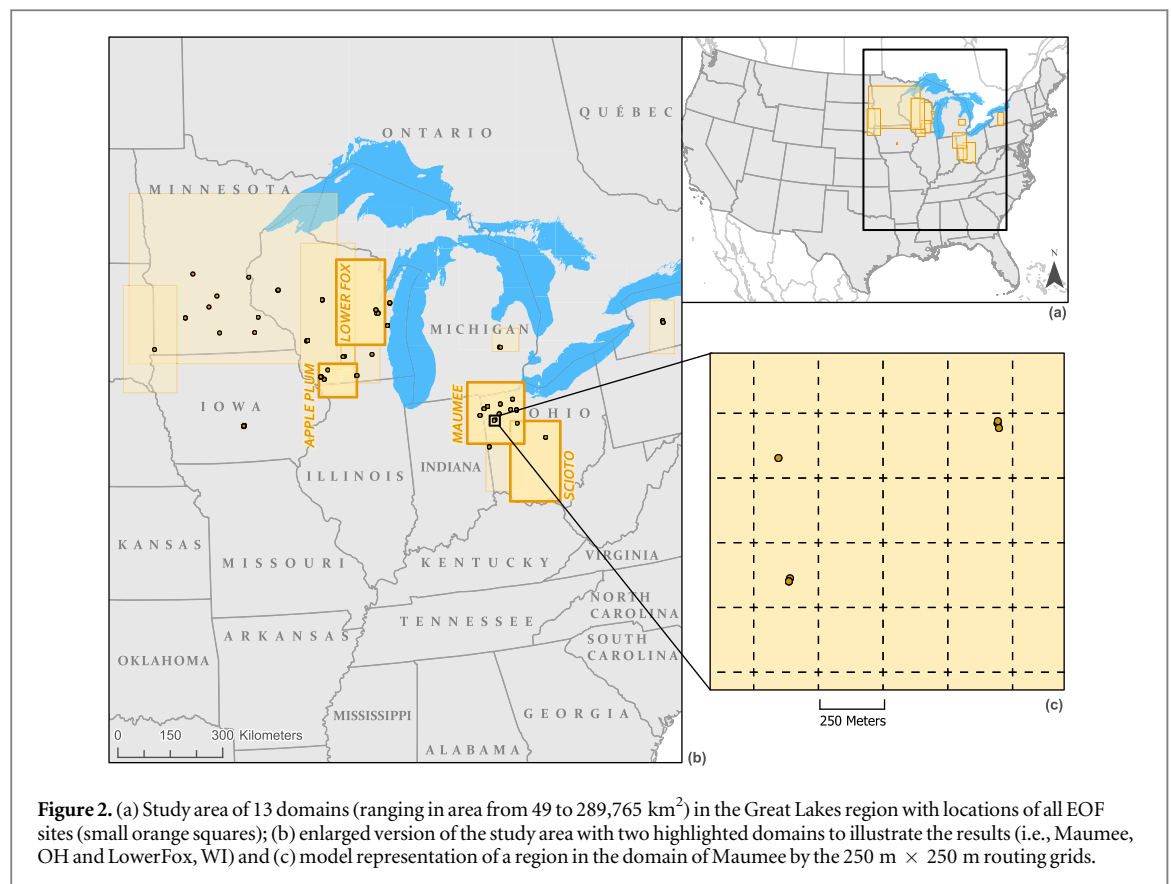 ONTARIO
QUÉBEC
MINNESOTA
LOWER FOX
MICHIGAN
APPLE PLUM
IOWA
MAUMEE
OHIO
ILLINOIS
INDIANA
SCIOTO
KANSAS
MISSOURI
KENTUCKY
VIRGINIA
NORTH
CAROLINA
TENNESSEE
ARKANSAS
SOUTH
CAROLINA
OKLAHOMA
MISSISSIPPI
GEORGIA
ALABAMA
0 150 300 Kilometers
(b)
N
(a)
250 Meters
(c)
Figure 2. (a) Study area of 13 domains (ranging in area from 49 to 289,765 km²) in the Great Lakes region with locations of all EOF
sites (small orange squares); (b) enlarged version of the study area with two highlighted domains to illustrate the results (i.e., Maumee,
OH and LowerFox, WI) and (c) model representation of a region in the domain of Maumee by the 250 m × 250 m routing grids.